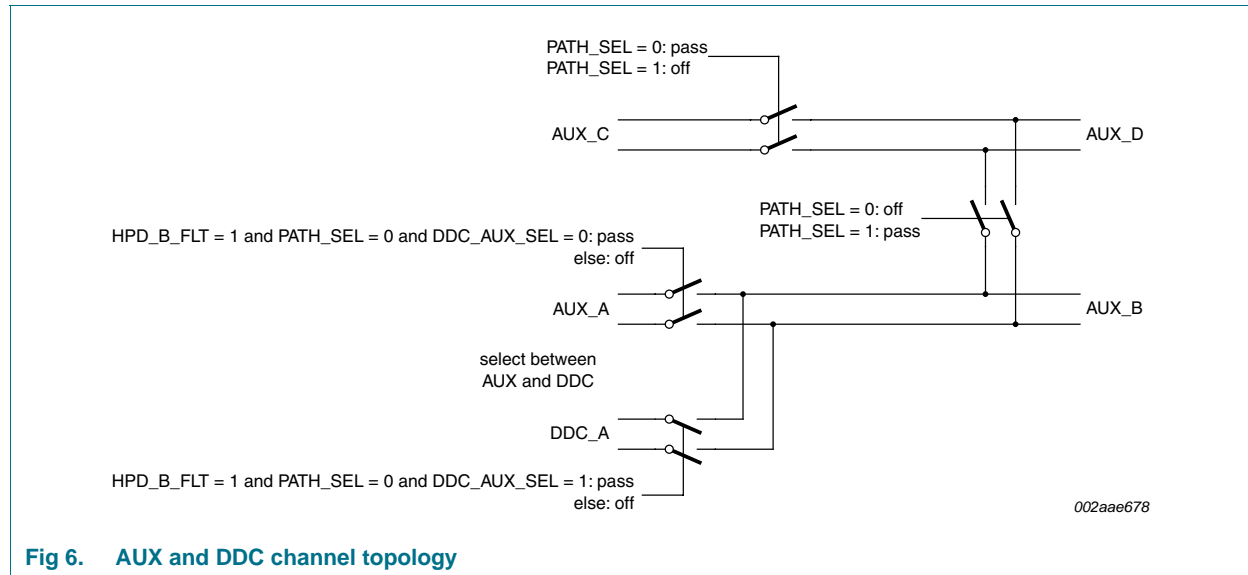 PATH_SEL = 0: pass
PATH_SEL = 1: off
AUX_C
AUX_D
PATH_SEL = 0: off
PATH_SEL = 1: pass
HPD_B_FLT = 1 and PATH_SEL = 0 and DDC_AUX_SEL = 0: pass
else: off
AUX_A
AUX_B
select between
AUX and DDC
DDC_A
HPD_B_FLT = 1 and PATH_SEL = 0 and DDC_AUX_SEL = 1: pass
else: off
002aae678
Fig 6. AUX and DDC channel topology